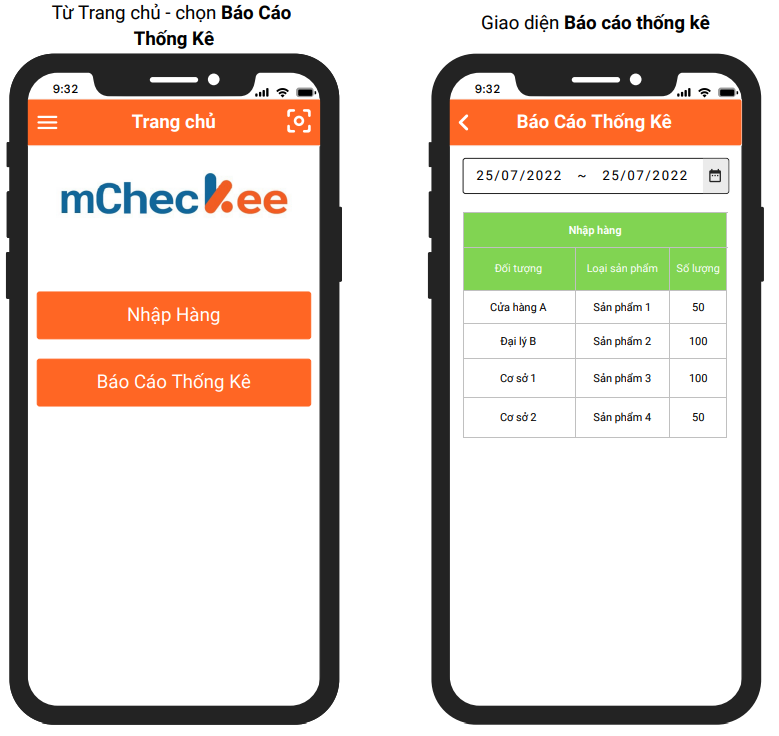 Từ Trang chủ - chọn Báo Cáo
Thống Kê
9:32
Trang chủ
mCheckee
Nhập Hàng
Báo Cáo Thống Kê
Giao diện Báo cáo thống kê
9:32
Báo Cáo Thống Kê
25/07/2022 ~ 25/07/2022
Nhập hàng
Đối tượng Loại sản phẩm Số lượng
Cửa hàng A Sản phẩm 1 50
Đại lý B Sản phẩm 2 100
Cơ sở 1 Sản phẩm 3 100
Cơ sở 2 Sản phẩm 4 50